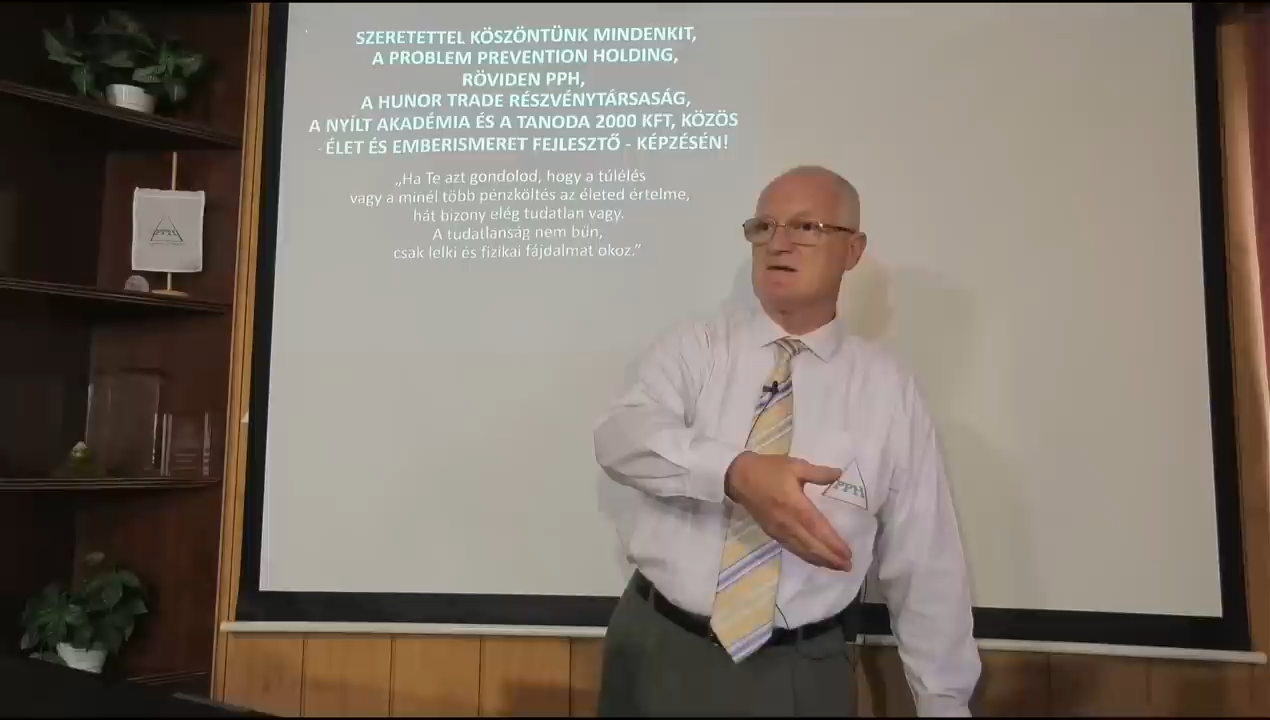 SZERETETTEL KÖSZÖNTÜNK MINDENKIT,
A PROBLEM PREVENTION HOLDING,
RÖVIDEN PPH,
A HUNOR TRADE RÉSZVÉNYTÁRSASÁG,
A NYÍLT AKADÉMIA ÉS A TANODA 2000 KFT, KÖZÖS
- ÉLET ÉS EMBERISMERET FEJLESZTŐ - KÉPZÉSÉN!
„Ha Te azt gondolod, hogy a túlélés
vagy a minél több pénzköltés az életed értelme,
hát bizony elég tudatlan vagy.
A tudatlanság nem bűn,
csak lelki és fizikai fájdalmat okoz.”
PPH
PPH